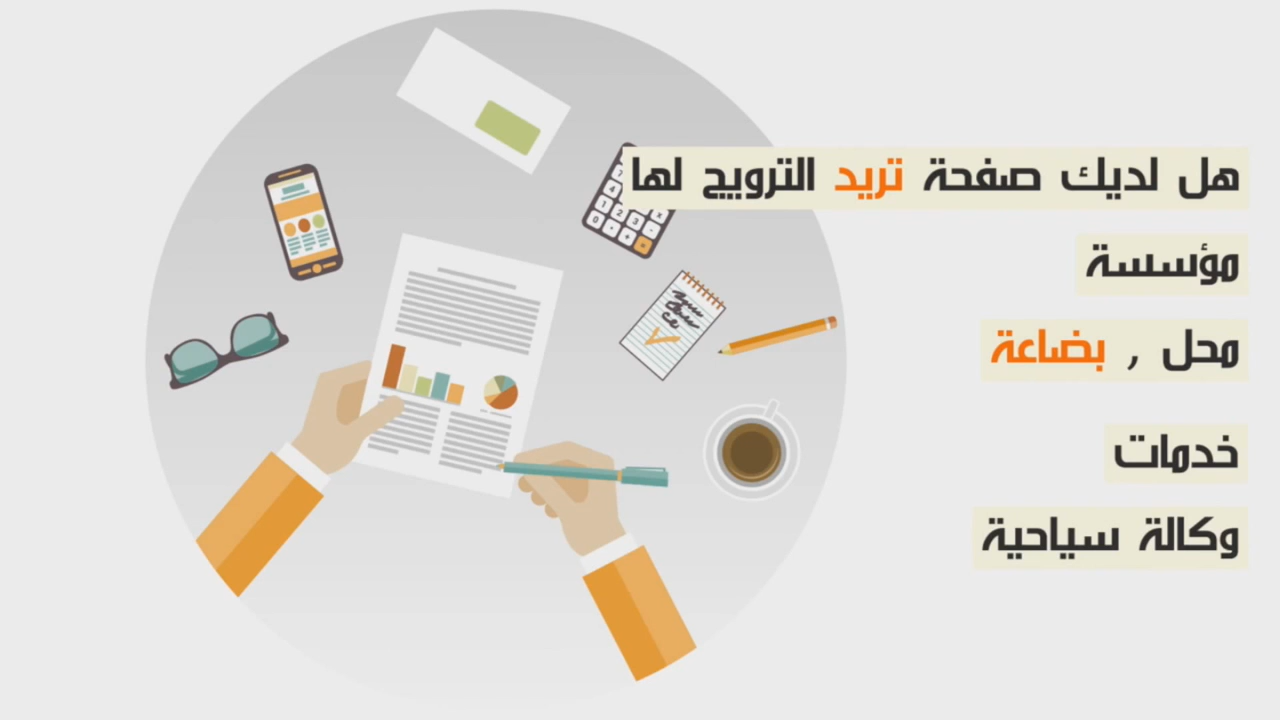 هل لديك صفحة تريد الترويج لها
مؤسسة
محل , بضاعة
خدمات
وكالة سياحية